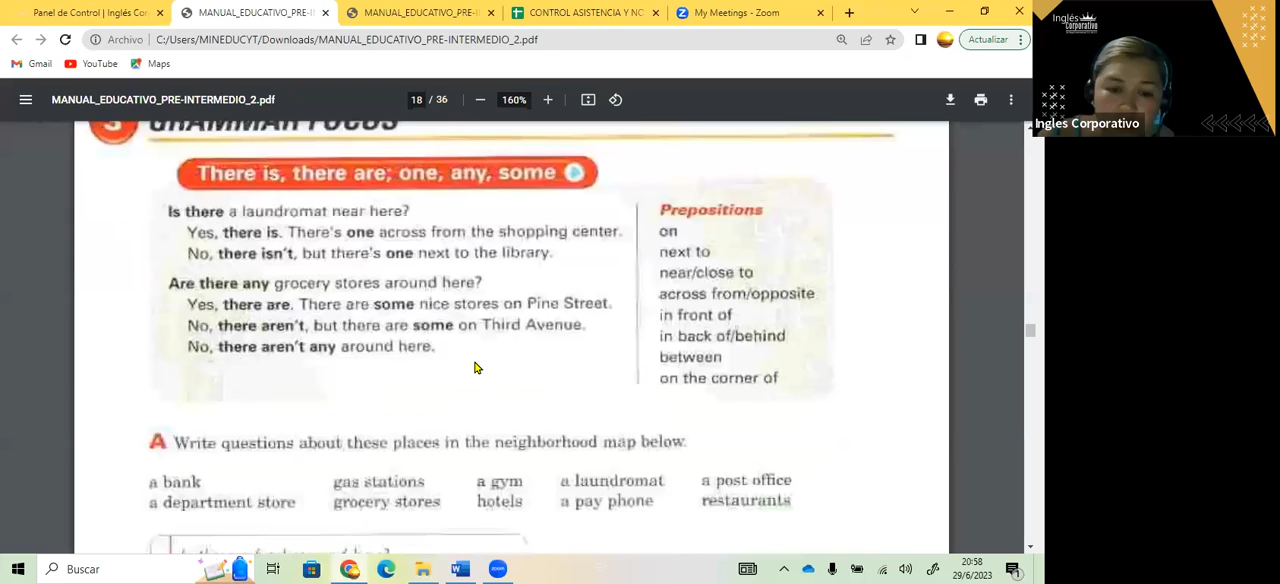 Panel de Control | Inglés Cor
MANUAL_EDUCATIVO_PRE-I
MANUAL_EDUCATIVO_PRE-I
CONTROL ASISTENCIA Y NO
My Meetings - Zoom
Archivo C:/Users/MINEDUCYT/Downloads/MANUAL_EDUCATIVO_PRE-INTERMEDIO_2.pdf
Actualizar
Gmail YouTube Maps
MANUAL_EDUCATIVO_PRE-INTERMEDIO_2.pdf
18 / 36
160%
Inglés
Corporativo
Ingles Corporativo
3 GRAMMAR FOCUS
There is, there are; one, any, some
Is there a laundromat near here?
Yes, there is. There's one across from the shopping center.
No, there isn't, but there's one next to the library.
Are there any grocery stores around here?
Yes, there are. There are some nice stores on Pine Street.
No, there aren't, but there are some on Third Avenue.
No, there aren't any around here.
Prepositions
on
next to
near/close to
across from/opposite
in front of
in back of/behind
between
on the corner of
A Write questions about these places in the neighborhood map below.
a bank gas stations a gym a laundromat a post office
a department store grocery stores hotels a pay phone restaurants
Buscar
zoom
20:58
29/6/2023
1